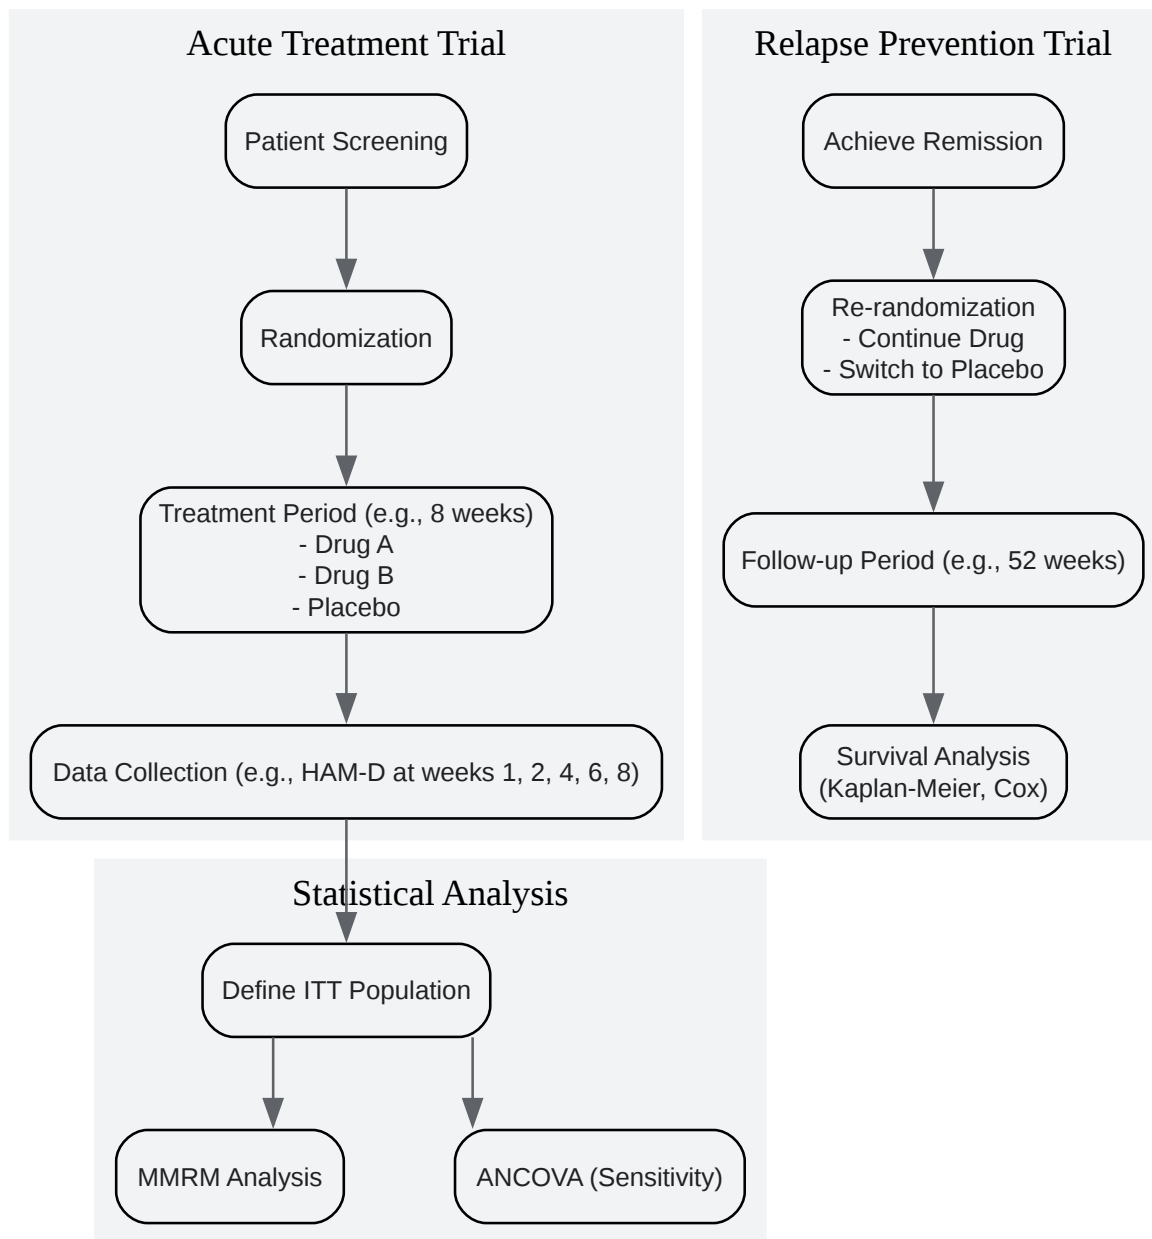 Acute Treatment Trial
Patient Screening
Randomization
Treatment Period (e.g., 8 weeks)
- Drug A
- Drug B
- Placebo
Data Collection (e.g., HAM-D at weeks 1, 2, 4, 6, 8)
Relapse Prevention Trial
Achieve Remission
Re-randomization
- Continue Drug
- Switch to Placebo
Follow-up Period (e.g., 52 weeks)
Survival Analysis
(Kaplan-Meier, Cox)
Statistical Analysis
Define ITT Population
MMRM Analysis
ANCOVA (Sensitivity)